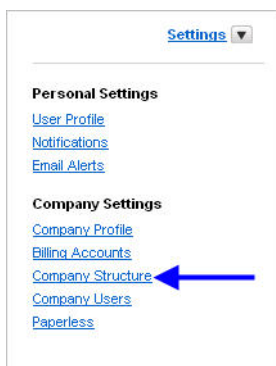 Settings
Personal Settings
User Profile
Notifications
Email Alerts
Company Settings
Company Profile
Billing Accounts
Company Structure
Company Users
Paperless